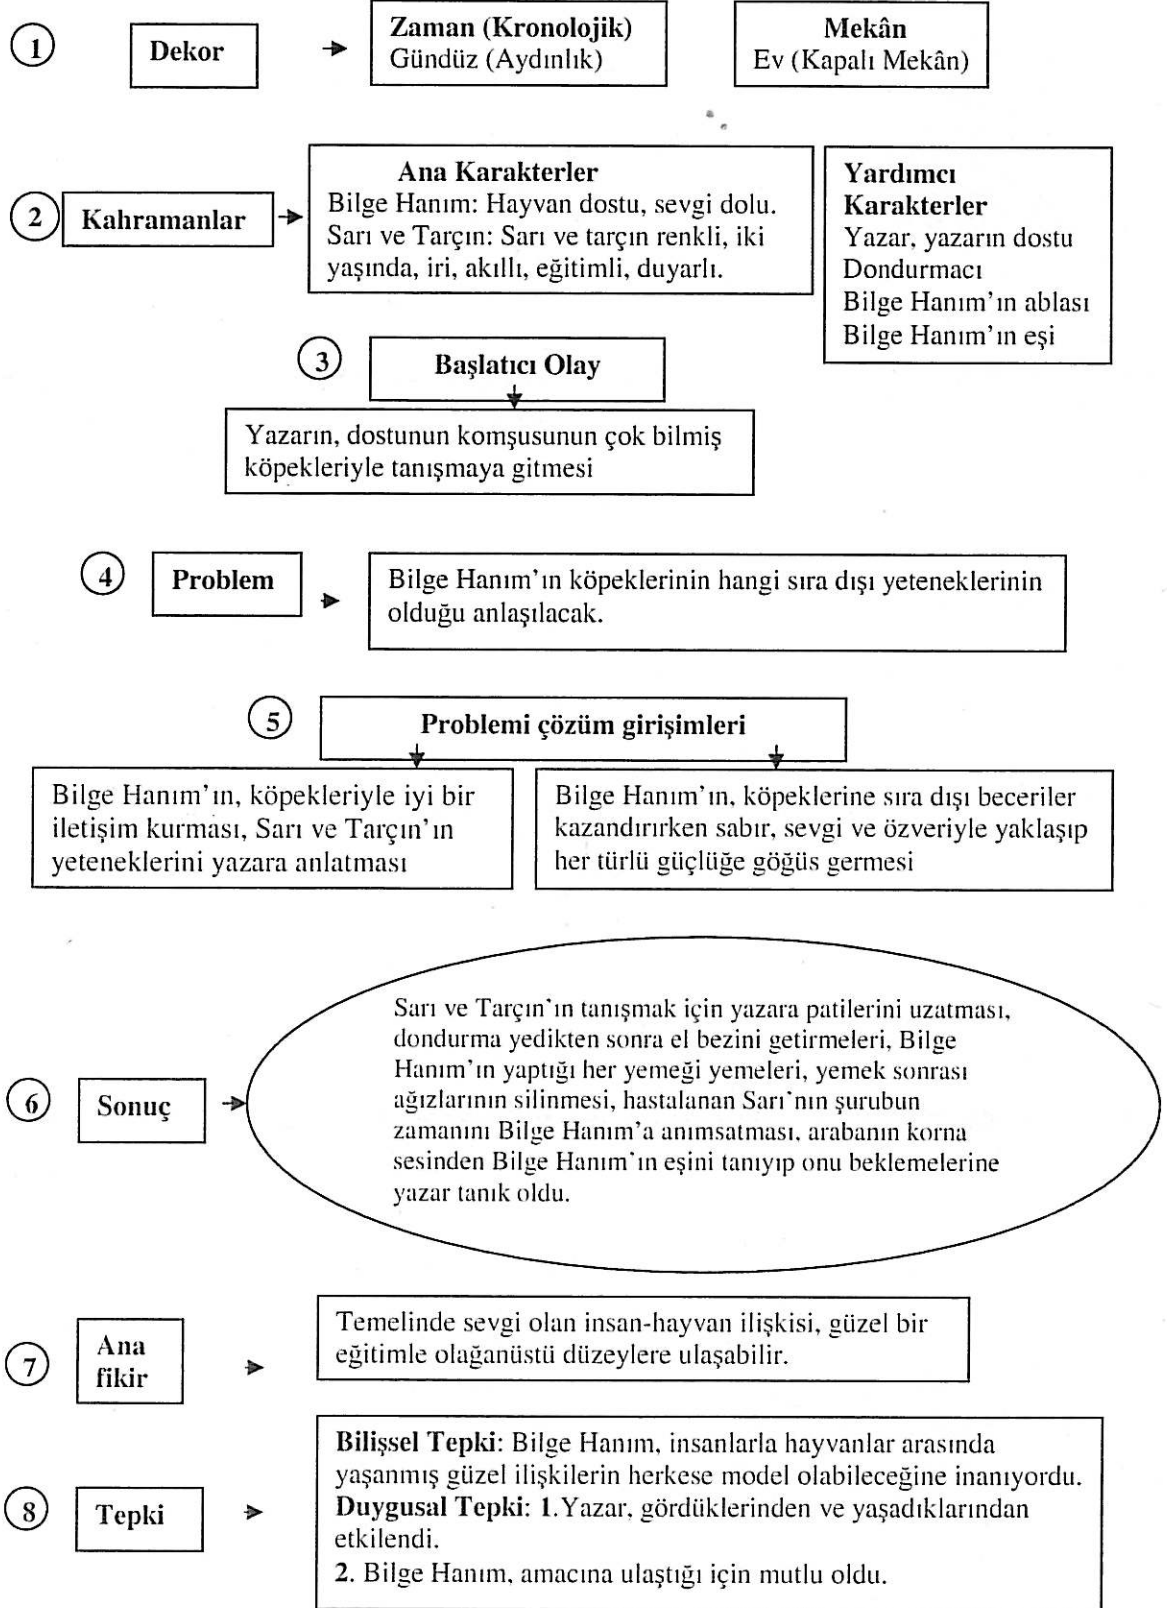 1
Dekor
Zaman (Kronolojik)
Gündüz (Aydınlık)
Mekân
Ev (Kapalı Mekân)
2
Kahramanlar
Ana Karakterler
Bilge Hanım: Hayvan dostu, sevgi dolu.
Sarı ve Tarçın: Sarı ve tarçın renkli, iki
yaşında, iri, akıllı, eğitimli, duyarlı.
Yardımcı
Karakterler
Yazar, yazarın dostu
Dondurmacı
Bilge Hanım’ın ablası
Bilge Hanım’ın eşi
3
Başlatıcı Olay
Yazarın, dostunun komşusunun çok bilmiş
köpekleriyle tanışmaya gitmesi
4
Problem
Bilge Hanım’ın köpeklerinin hangi sıra dışı yeteneklerinin
olduğu anlaşılacak.
5
Problemi çözüm girişimleri
Bilge Hanım’ın, köpekleriyle iyi bir
iletişim kurması, Sarı ve Tarçın’ın
yeteneklerini yazara anlatması
Bilge Hanım’ın, köpeklerine sıra dışı beceriler
kazandırırken sabır, sevgi ve özveriyle yaklaşıp
her türlü güçlüğe göğüs germesi
6
Sonuç
Sarı ve Tarçın’ın tanışmak için yazara patilerini uzatması,
dondurma yedikten sonra el bezini getirmeleri, Bilge
Hanım’ın yaptığı her yemeği yemeleri, yemek sonrası
ağızlarının silinmesi, hastalanan Sarı’nın şurubun
zamanını Bilge Hanım’a anımsatması, arabanın korna
sesinden Bilge Hanım’ın eşini tanıyıp onu beklemelerine
yazar tanık oldu.
7
Ana
fikir
Temelinde sevgi olan insan-hayvan ilişkisi, güzel bir
eğitimle olağanüstü düzeylere ulaşabilir.
8
Tepki
Bilişsel Tepki: Bilge Hanım, insanlarla hayvanlar arasında
yaşanmış güzel ilişkilerin herkese model olabileceğine inanıyordu.
Duygusal Tepki: 1.Yazar, gördüklerinden ve yaşadıklarından
etkilendi.
2. Bilge Hanım, amacına ulaştığı için mutlu oldu.